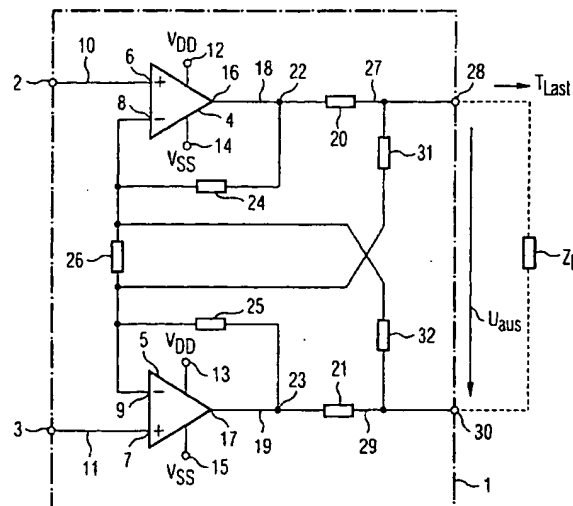 V_DD 12
10 6 16 18 22 27 28 T_Last
2 + 
8 − 4 20
V_SS 14 31
24
26 Z_L
25 U_aus
V_DD 32
5 13 23 21
9 −
3 + 17 19 29 30
11 7 V_SS 15
1